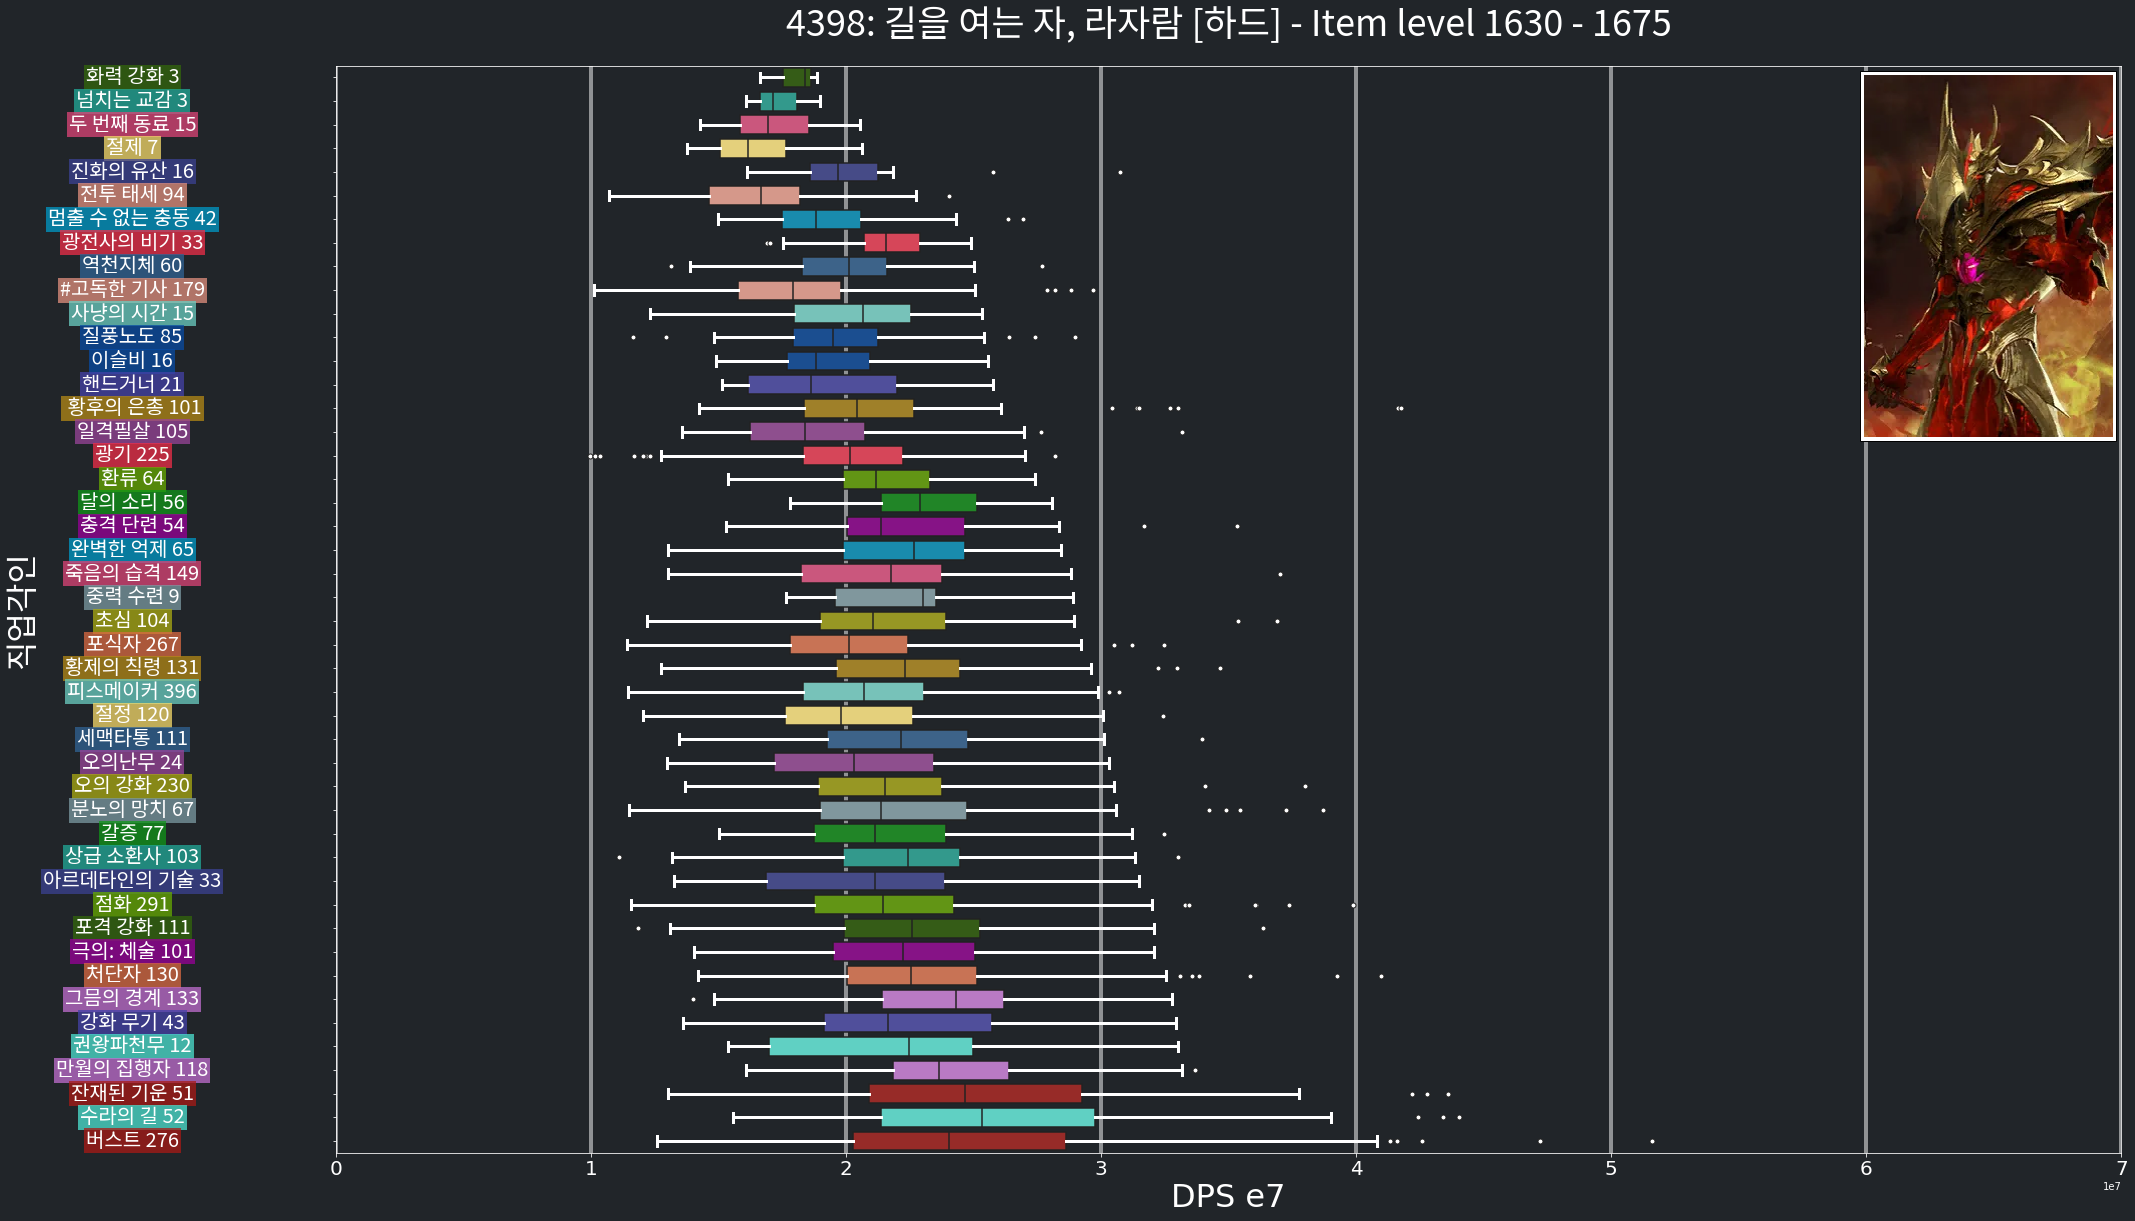 4398: 길을 여는 자, 라자람 [하드] - Item level 1630 - 1675
화력 강화 3
넘치는 교감 3
두 번째 동료 15
절제 7
진화의 유산 16
전투 태세 94
멈출 수 없는 충동 42
광전사의 비기 33
역천지체 60
#고독한 기사 179
사냥의 시간 15
질풍노도 85
이슬비 16
핸드거너 21
황후의 은총 101
일격필살 105
광기 225
환류 64
달의 소리 56
충격 단련 54
완벽한 억제 65
죽음의 습격 149
중력 수련 9
초심 104
포식자 267
황제의 칙령 131
피스메이커 396
절정 120
세맥타통 111
오의난무 24
오의 강화 230
분노의 망치 67
갈증 77
상급 소환사 103
아르데타인의 기술 33
점화 291
포격 강화 111
극의: 체술 101
처단자 130
그믐의 경계 133
강화 무기 43
권왕파천무 12
만월의 집행자 118
잔재된 기운 51
수라의 길 52
버스트 276
직업각인
0 1 2 3 4 5 6 7
1e7
DPS e7